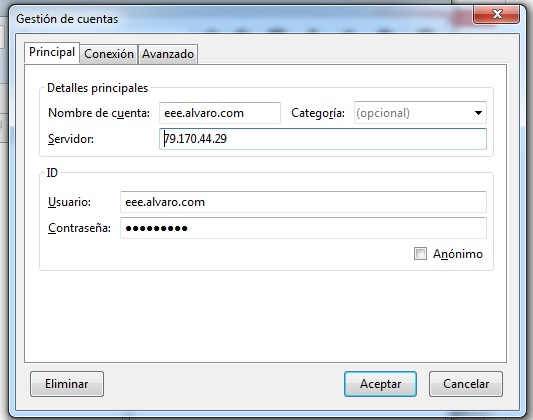 Gestión de cuentas
Principal Conexión Avanzado
Detalles principales
Nombre de cuenta: eee.alvaro.com Categoría: (opcional)
Servidor: 79.170.44.29
ID
Usuario: eee.alvaro.com
Contraseña: ●●●●●●●●●
Anónimo
Eliminar Aceptar Cancelar